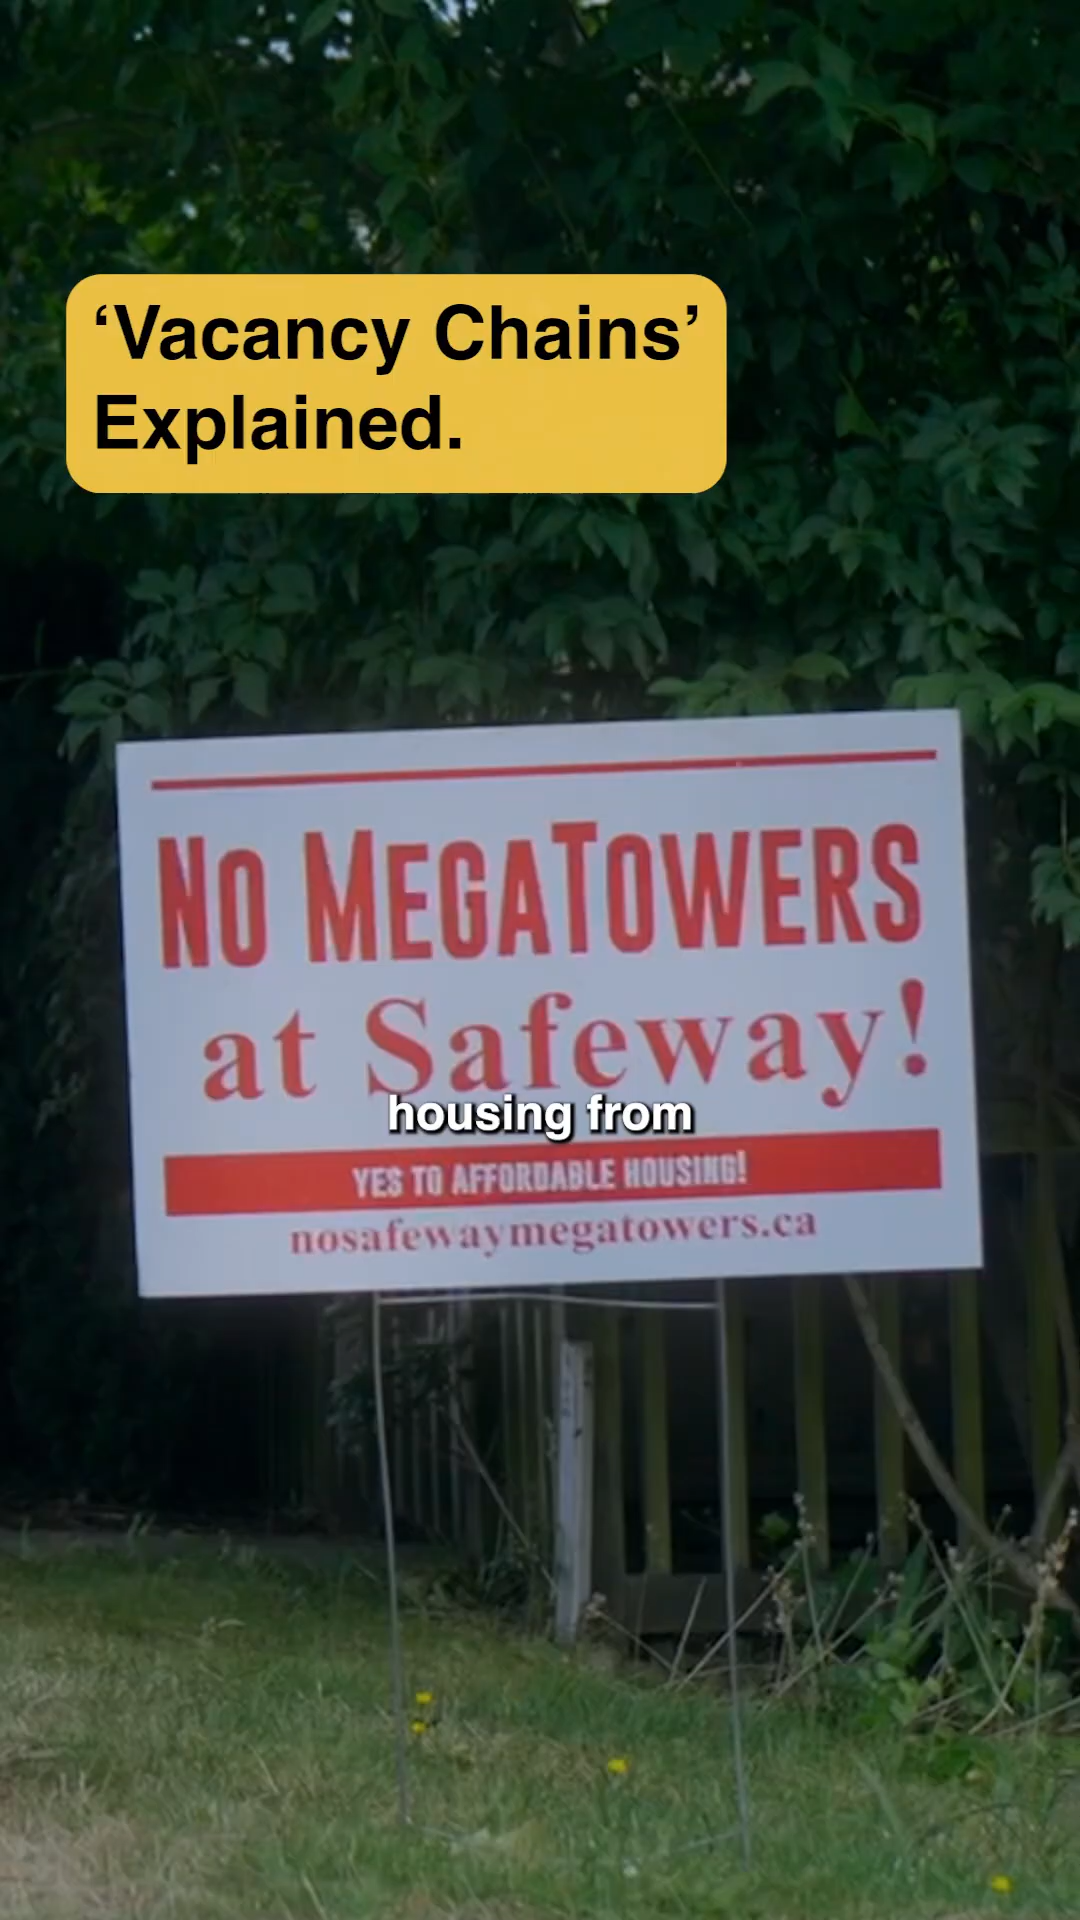 ‘Vacancy Chains’
Explained.
NO MEGATOWERS
at Safeway!
housing from
YES TO AFFORDABLE HOUSING!
nosafewaymegatowers.ca